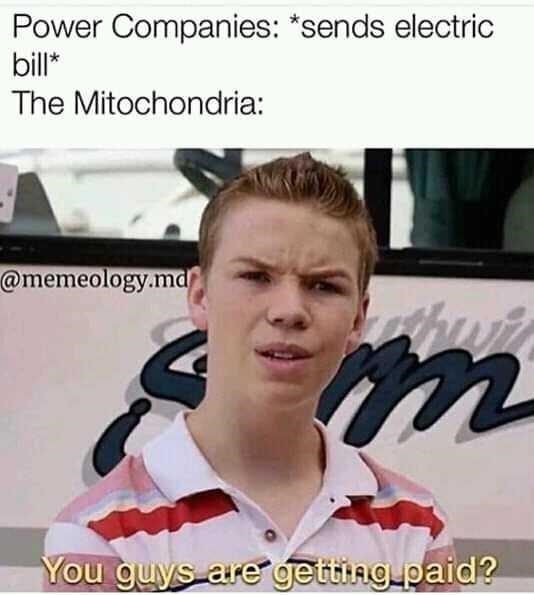 Power Companies: *sends electric
bill*
The Mitochondria:
@memeology.md
You guys are getting paid?